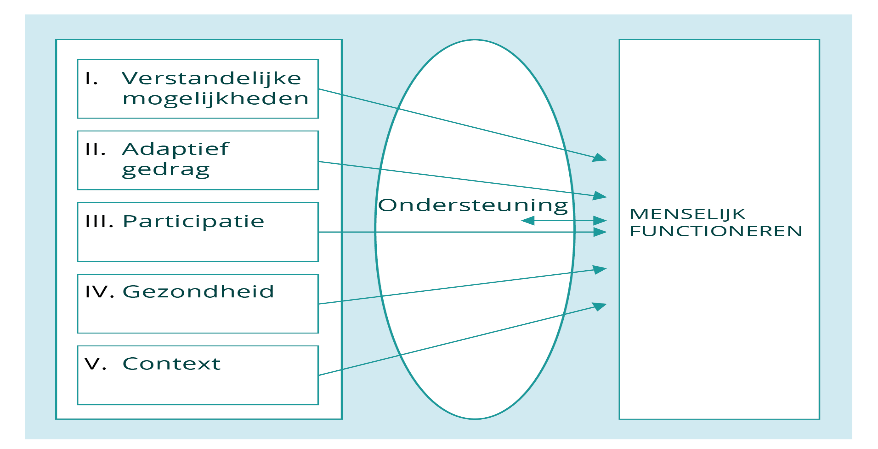 I. Verstandelijke
mogelijkheden
II. Adaptief
gedrag
III. Participatie
IV. Gezondheid
V. Context
Ondersteuning
MENSELIJK
FUNCTIONEREN